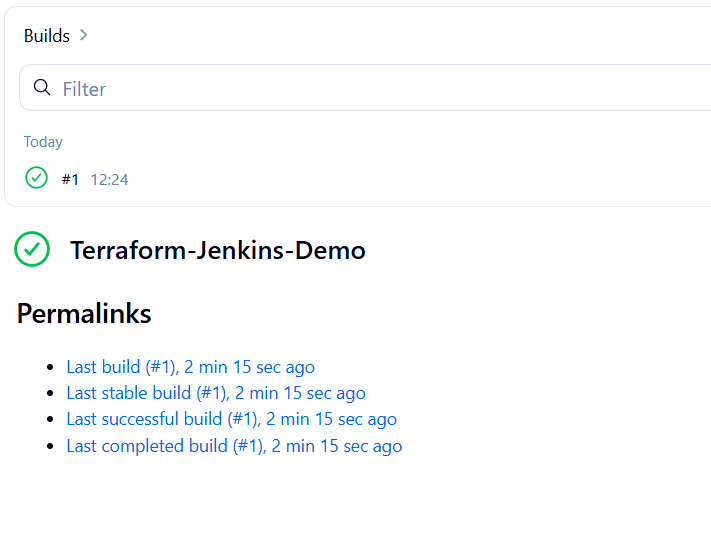 Builds
Filter
Today
#1 12:24
Terraform-Jenkins-Demo
Permalinks
Last build (#1), 2 min 15 sec ago
Last stable build (#1), 2 min 15 sec ago
Last successful build (#1), 2 min 15 sec ago
Last completed build (#1), 2 min 15 sec ago